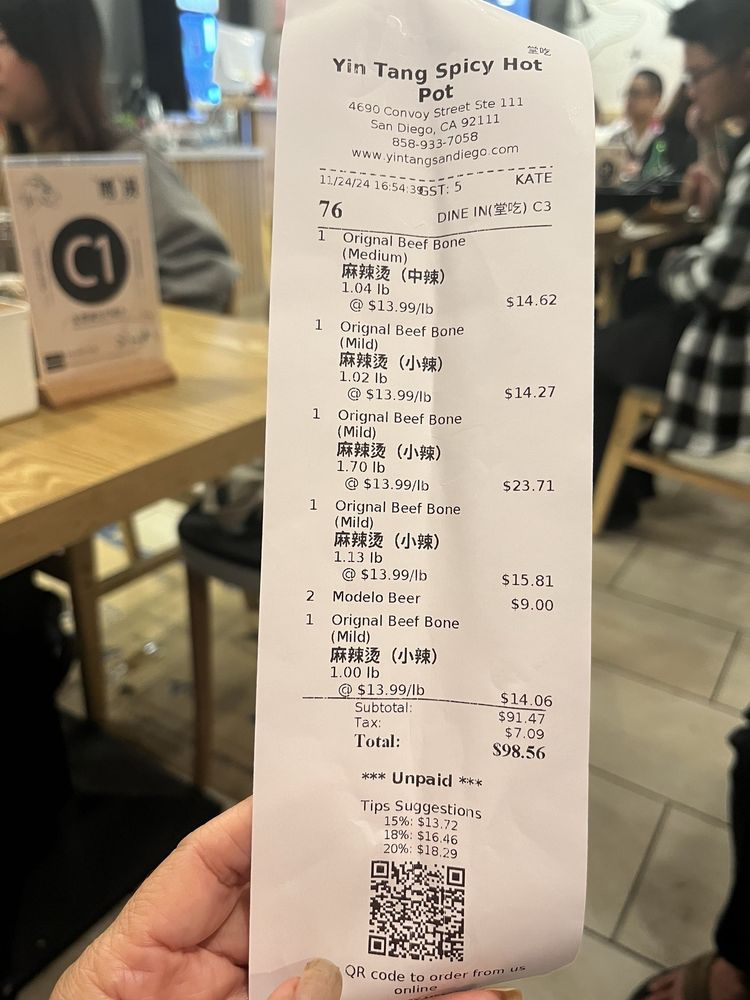 堂吃
Yin Tang Spicy Hot
Pot
4690 Convoy Street Ste 111
San Diego, CA 92111
858-933-7058
www.yintangsandiego.com
11/24/24 16:54:39 GST: 5 KATE
76 DINE IN(堂吃) C3
1 Orignal Beef Bone
(Medium)
麻辣烫（中辣）
1.04 lb
@ $13.99/lb $14.62
1 Orignal Beef Bone
(Mild)
麻辣烫（小辣）
1.02 lb
@ $13.99/lb $14.27
1 Orignal Beef Bone
(Mild)
麻辣烫（小辣）
1.70 lb
@ $13.99/lb $23.71
1 Orignal Beef Bone
(Mild)
麻辣烫（小辣）
1.13 lb
@ $13.99/lb $15.81
2 Modelo Beer $9.00
1 Orignal Beef Bone
(Mild)
麻辣烫（小辣）
1.00 lb
@ $13.99/lb $14.06
Subtotal: $91.47
Tax: $7.09
Total: $98.56
*** Unpaid ***
Tips Suggestions
15%: $13.72
18%: $16.46
20%: $18.29
QR code to order from us
online
C1